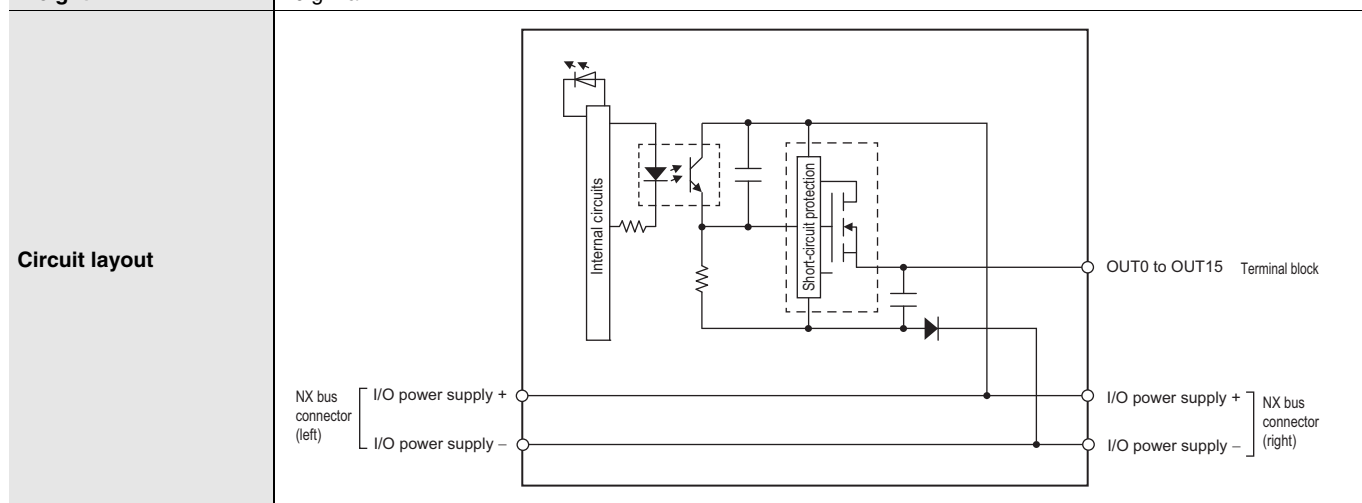 Circuit layout
Internal circuits
Short-circuit protection
OUT0 to OUT15 Terminal block
NX bus
connector
(left)
I/O power supply +
I/O power supply –
I/O power supply +
I/O power supply –
NX bus
connector
(right)